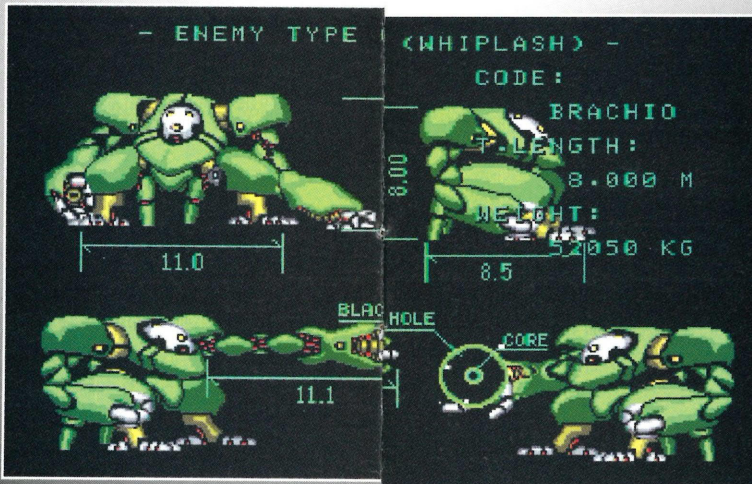 - ENEMY TYPE (WHIPLASH) -
CODE:
BRACHIO
T.LENGTH:
8.000 M
WEIGHT:
52050 KG
8.00
11.0
8.5
BLAC HOLE
CORE
11.1